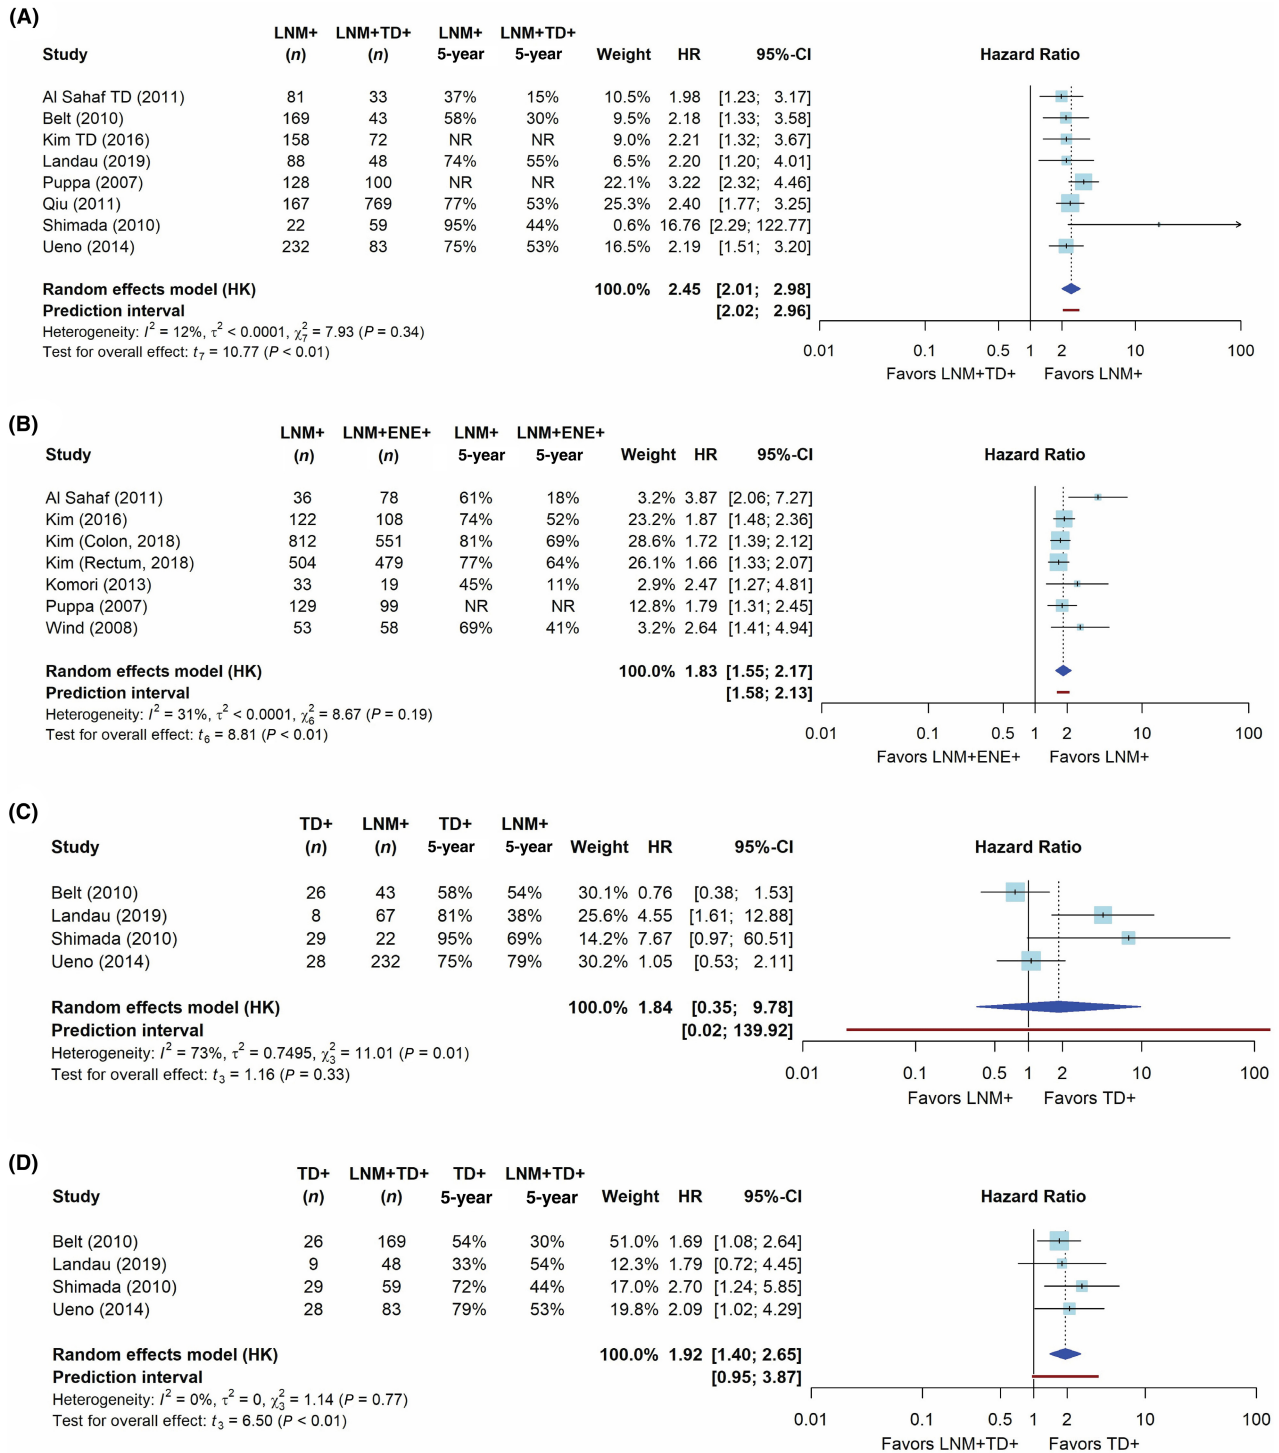 (A)
LNM+ LNM+TD+ LNM+ LNM+TD+
Study (n) (n) 5-year 5-year Weight HR 95%-CI Hazard Ratio
Al Sahaf TD (2011) 81 33 37% 15% 10.5% 1.98 [1.23; 3.17]
Belt (2010) 169 43 58% 30% 9.5% 2.18 [1.33; 3.58]
Kim TD (2016) 158 72 NR NR 9.0% 2.21 [1.32; 3.67]
Landau (2019) 88 48 74% 55% 6.5% 2.20 [1.20; 4.01]
Puppa (2007) 128 100 NR NR 22.1% 3.22 [2.32; 4.46]
Qiu (2011) 167 769 77% 53% 25.3% 2.40 [1.77; 3.25]
Shimada (2010) 22 59 95% 44% 0.6% 16.76 [2.29; 122.77]
Ueno (2014) 232 83 75% 53% 16.5% 2.19 [1.51; 3.20]
Random effects model (HK) 100.0% 2.45 [2.01; 2.98]
Prediction interval [2.02; 2.96]
Heterogeneity: I² = 12%, τ² < 0.0001, χ²₇ = 7.93 (P = 0.34)
Test for overall effect: t₇ = 10.77 (P < 0.01)
0.01 0.1 0.5 1 2 10 100
Favors LNM+TD+ Favors LNM+
(B)
LNM+ LNM+ENE+ LNM+ LNM+ENE+
Study (n) (n) 5-year 5-year Weight HR 95%-CI Hazard Ratio
Al Sahaf (2011) 36 78 61% 18% 3.2% 3.87 [2.06; 7.27]
Kim (2016) 122 108 74% 52% 23.2% 1.87 [1.48; 2.36]
Kim (Colon, 2018) 812 551 81% 69% 28.6% 1.72 [1.39; 2.12]
Kim (Rectum, 2018) 504 479 77% 64% 26.1% 1.66 [1.33; 2.07]
Komori (2013) 33 19 45% 11% 2.9% 2.47 [1.27; 4.81]
Puppa (2007) 129 99 NR NR 12.8% 1.79 [1.31; 2.45]
Wind (2008) 53 58 69% 41% 3.2% 2.64 [1.41; 4.94]
Random effects model (HK) 100.0% 1.83 [1.55; 2.17]
Prediction interval [1.58; 2.13]
Heterogeneity: I² = 31%, τ² < 0.0001, χ²₆ = 8.67 (P = 0.19)
Test for overall effect: t₆ = 8.81 (P < 0.01)
0.01 0.1 0.5 1 2 10 100
Favors LNM+ENE+ Favors LNM+
(C)
TD+ LNM+ TD+ LNM+
Study (n) (n) 5-year 5-year Weight HR 95%-CI Hazard Ratio
Belt (2010) 26 43 58% 54% 30.1% 0.76 [0.38; 1.53]
Landau (2019) 8 67 81% 38% 25.6% 4.55 [1.61; 12.88]
Shimada (2010) 29 22 95% 69% 14.2% 7.67 [0.97; 60.51]
Ueno (2014) 28 232 75% 79% 30.2% 1.05 [0.53; 2.11]
Random effects model (HK) 100.0% 1.84 [0.35; 9.78]
Prediction interval [0.02; 139.92]
Heterogeneity: I² = 73%, τ² = 0.7495, χ²₃ = 11.01 (P = 0.01)
Test for overall effect: t₃ = 1.16 (P = 0.33)
0.01 0.1 0.5 1 2 10 100
Favors LNM+ Favors TD+
(D)
TD+ LNM+TD+ TD+ LNM+TD+
Study (n) (n) 5-year 5-year Weight HR 95%-CI Hazard Ratio
Belt (2010) 26 169 54% 30% 51.0% 1.69 [1.08; 2.64]
Landau (2019) 9 48 33% 54% 12.3% 1.79 [0.72; 4.45]
Shimada (2010) 29 59 72% 44% 17.0% 2.70 [1.24; 5.85]
Ueno (2014) 28 83 79% 53% 19.8% 2.09 [1.02; 4.29]
Random effects model (HK) 100.0% 1.92 [1.40; 2.65]
Prediction interval [0.95; 3.87]
Heterogeneity: I² = 0%, τ² = 0, χ²₃ = 1.14 (P = 0.77)
Test for overall effect: t₃ = 6.50 (P < 0.01)
0.01 0.1 0.5 1 2 10 100
Favors LNM+TD+ Favors TD+